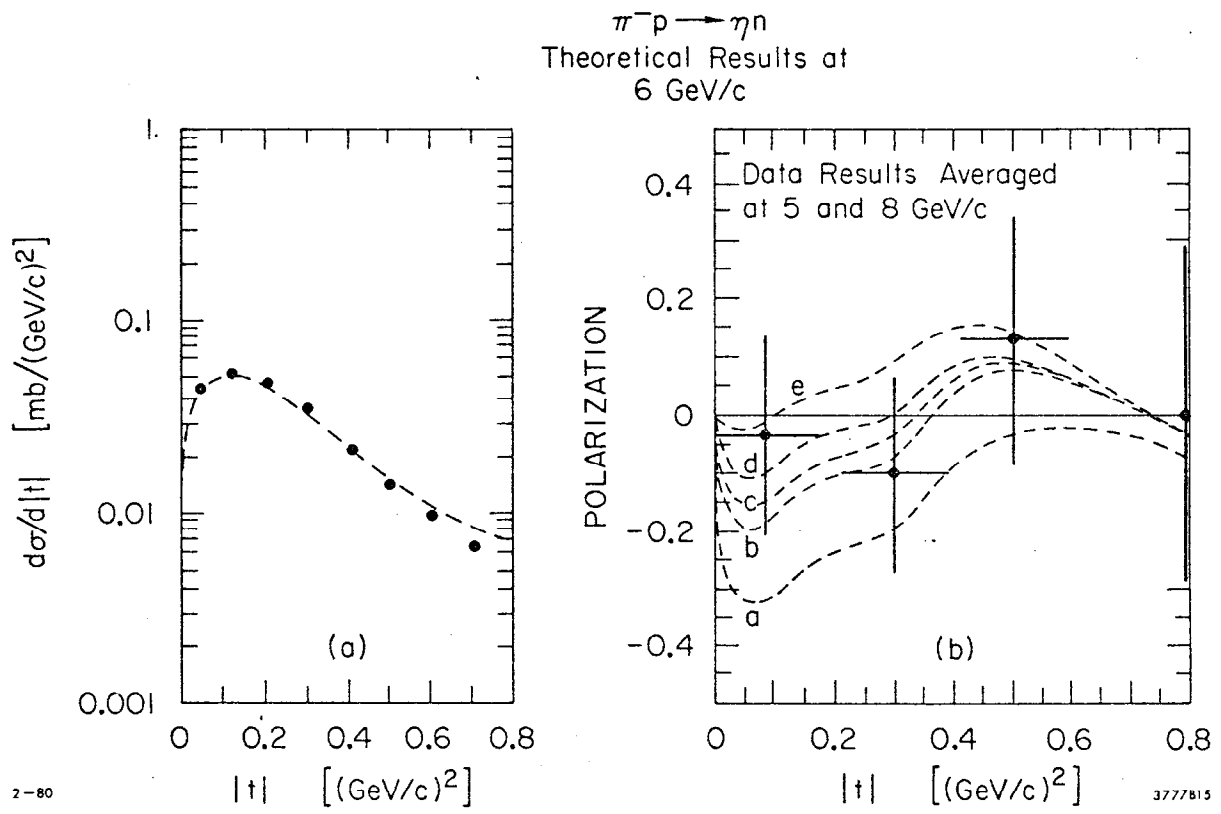 π⁻p → ηn
Theoretical Results at
6 GeV/c
1.
0.1
0.01
0.001
dσ/d|t| [mb/(GeV/c)²]
(a)
0 0.2 0.4 0.6 0.8
|t| [(GeV/c)²]
Data Results Averaged
at 5 and 8 GeV/c
0.4
0.2
0
-0.2
-0.4
POLARIZATION
e
d
c
b
a
(b)
0 0.2 0.4 0.6 0.8
|t| [(GeV/c)²]
2-80
3777B15